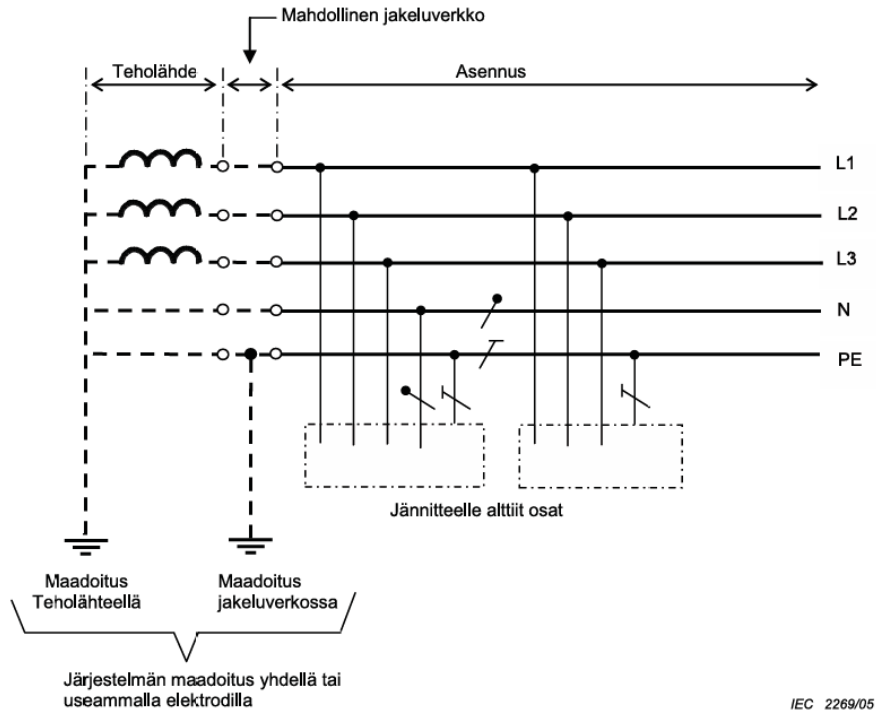 Mahdollinen jakeluverkko
Teholähde
Asennus
L1
L2
L3
N
PE
Jännitteelle alttiit osat
Maadoitus
Teholähteellä
Maadoitus
jakeluverkossa
Järjestelmän maadoitus yhdellä tai
useammalla elektrodilla
IEC 2269/05